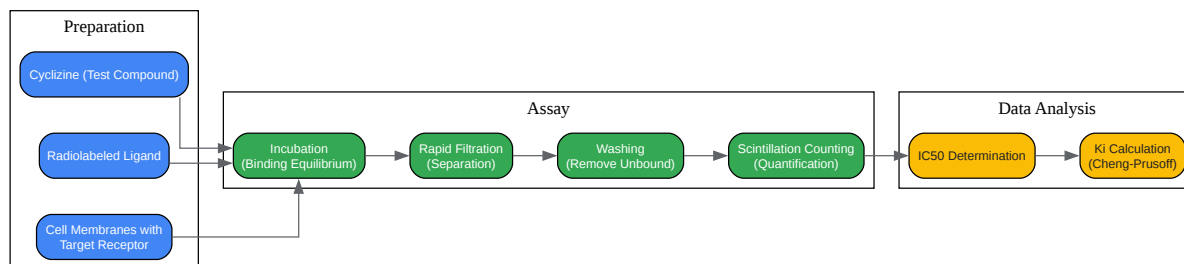 Preparation
Cyclizine (Test Compound)
Radiolabeled Ligand
Cell Membranes with
Target Receptor
Assay
Incubation
(Binding Equilibrium)
Rapid Filtration
(Separation)
Washing
(Remove Unbound)
Scintillation Counting
(Quantification)
Data Analysis
IC50 Determination
Ki Calculation
(Cheng-Prusoff)